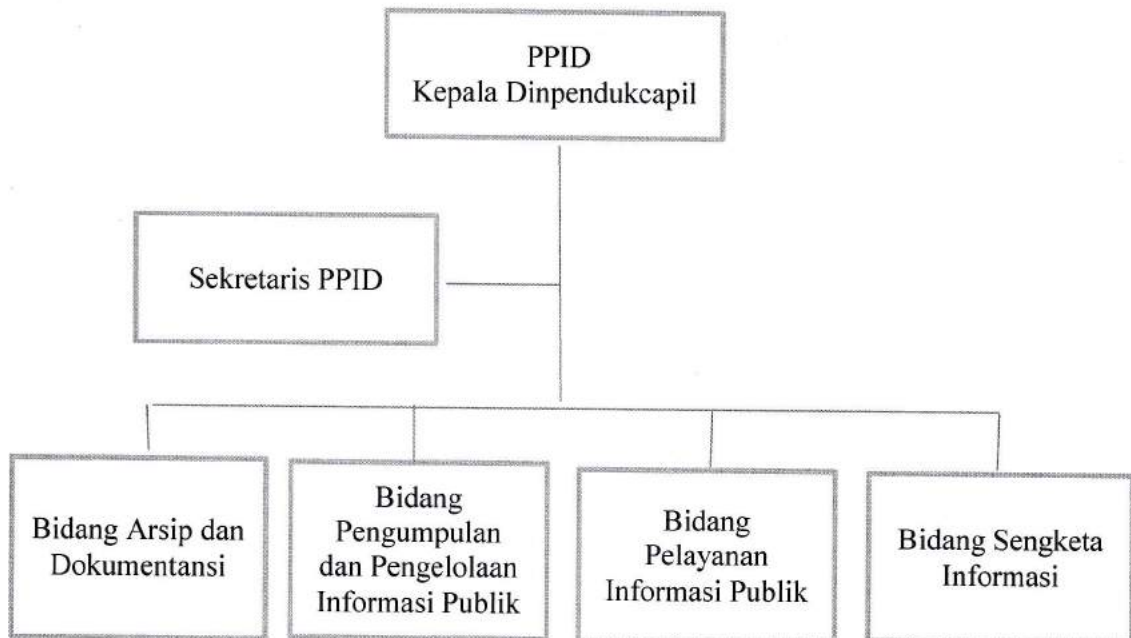 PPID
Kepala Dinpendukcapil
Sekretaris PPID
Bidang Arsip dan
Dokumentansi
Bidang
Pengumpulan
dan Pengelolaan
Informasi Publik
Bidang
Pelayanan
Informasi Publik
Bidang Sengketa
Informasi